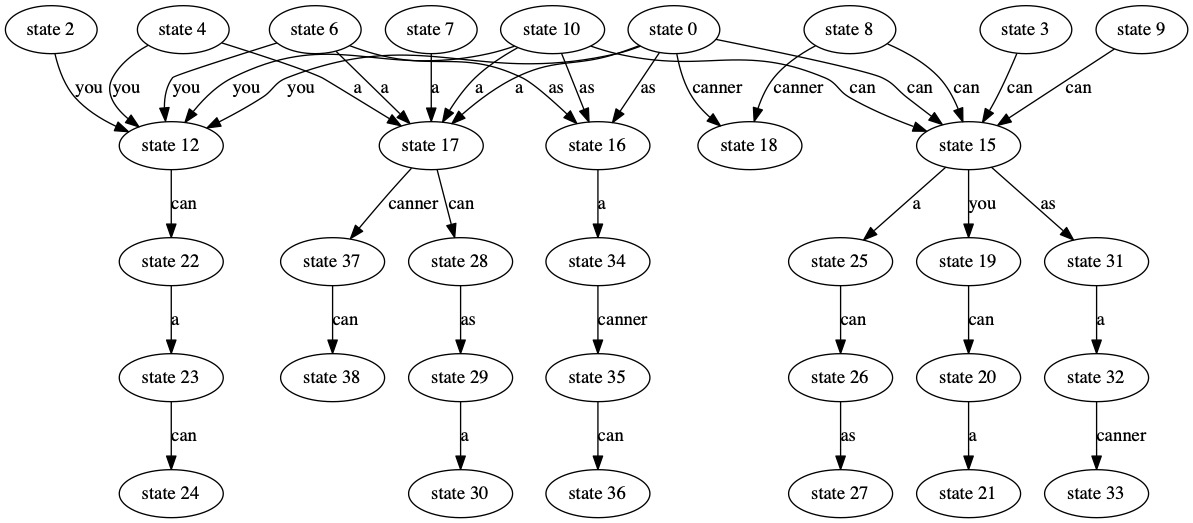 state 2 state 4 state 6 state 7 state 10 state 0 state 8 state 3 state 9
you you you you you a a a a a as as as canner canner can can can can can
state 12 state 17 state 16 state 18 state 15
can canner can a a you as
state 22 state 37 state 28 state 34 state 25 state 19 state 31
a can as canner can can a
state 23 state 38 state 29 state 35 state 26 state 20 state 32
can a can as a canner
state 24 state 30 state 36 state 27 state 21 state 33